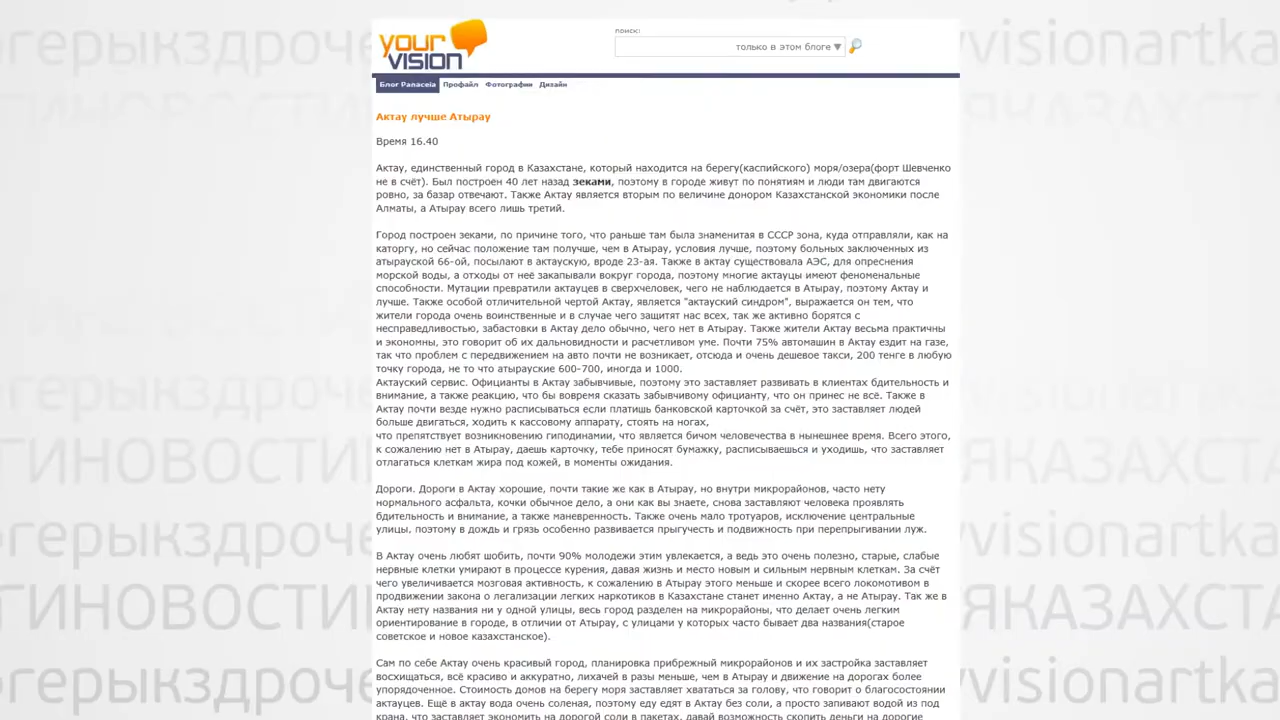 your
VISION
поиск:
только в этом блоге ▼
Блог Panaceia Профайл Фотографии Дизайн
Актау лучше Атырау
Время 16.40
Актау, единственный город в Казахстане, который находится на берегу(каспийского) моря/озера(форт Шевченко
не в счёт). Был построен 40 лет назад зеками, поэтому в городе живут по понятиям и люди там двигаются
ровно, за базар отвечают. Также Актау является вторым по величине донором Казахстанской экономики после
Алматы, а Атырау всего лишь третий.
Город построен зеками, по причине того, что раньше там была знаменитая в СССР зона, куда отправляли, как на
каторгу, но сейчас положение там получше, чем в Атырау, условия лучше, поэтому больных заключенных из
атырауской 66-ой, посылают в актаускую, вроде 23-ая. Также в актау существовала АЭС, для опреснения
морской воды, а отходы от неё закапывали вокруг города, поэтому многие актауцы имеют феноменальные
способности. Мутации превратили актауцев в сверхчеловек, чего не наблюдается в Атырау, поэтому Актау и
лучше. Также особой отличительной чертой Актау, является "актауский синдром", выражается он тем, что
жители города очень воинственные и в случае чего защитят нас всех, так же активно борятся с
несправедливостью, забастовки в Актау дело обычно, чего нет в Атырау. Также жители Актау весьма практичны
и экономны, это говорит об их дальновидности и расчетливом уме. Почти 75% автомашин в Актау ездит на газе,
так что проблем с передвижением на авто почти не возникает, отсюда и очень дешевое такси, 200 тенге в любую
точку города, не то что атырауские 600-700, иногда и 1000.
Актауский сервис. Официанты в Актау забывчивые, поэтому это заставляет развивать в клиентах бдительность и
внимание, а также реакцию, что бы вовремя сказать забывчивому официанту, что он принес не всё. Также в
Актау почти везде нужно расписываться если платишь банковской карточкой за счёт, это заставляет людей
больше двигаться, ходить к кассовому аппарату, стоять на ногах,
что препятствует возникновению гиподинамии, что является бичом человечества в нынешнее время. Всего этого,
к сожалению нет в Атырау, даешь карточку, тебе приносят бумажку, расписываешься и уходишь, что заставляет
отлагаться клеткам жира под кожей, в моменты ожидания.
Дороги. Дороги в Актау хорошие, почти такие же как в Атырау, но внутри микрорайонов, часто нету
нормального асфальта, кочки обычное дело, а они как вы знаете, снова заставляют человека проявлять
бдительность и внимание, а также маневренность. Также очень мало тротуаров, исключение центральные
улицы, поэтому в дождь и грязь особенно развивается прыгучесть и подвижность при перепрыгивании луж.
В Актау очень любят шобить, почти 90% молодежи этим увлекается, а ведь это очень полезно, старые, слабые
нервные клетки умирают в процессе курения, давая жизнь и место новым и сильным нервным клеткам. За счёт
чего увеличивается мозговая активность, к сожалению в Атырау этого меньше и скорее всего локомотивом в
продвижении закона о легализации легких наркотиков в Казахстане станет именно Актау, а не Атырау. Так же в
Актау нету названия ни у одной улицы, весь город разделен на микрорайоны, что делает очень легким
ориентирование в городе, в отличии от Атырау, с улицами у которых часто бывает два названия(старое
советское и новое казахстанское).
Сам по себе Актау очень красивый город, планировка прибрежный микрорайонов и их застройка заставляет
восхищаться, всё красиво и аккуратно, лихачей в разы меньше, чем в Атырау и движение на дорогах более
упорядоченное. Стоимость домов на берегу моря заставляет хвататься за голову, что говорит о благосостоянии
актауцев. Ещё в актау вода очень соленая, поэтому еду едят в Актау без соли, а просто запивают водой из под
крана, что заставляет экономить на дорогой соли в пакетах, давай возможность скопить деньги на дорогие